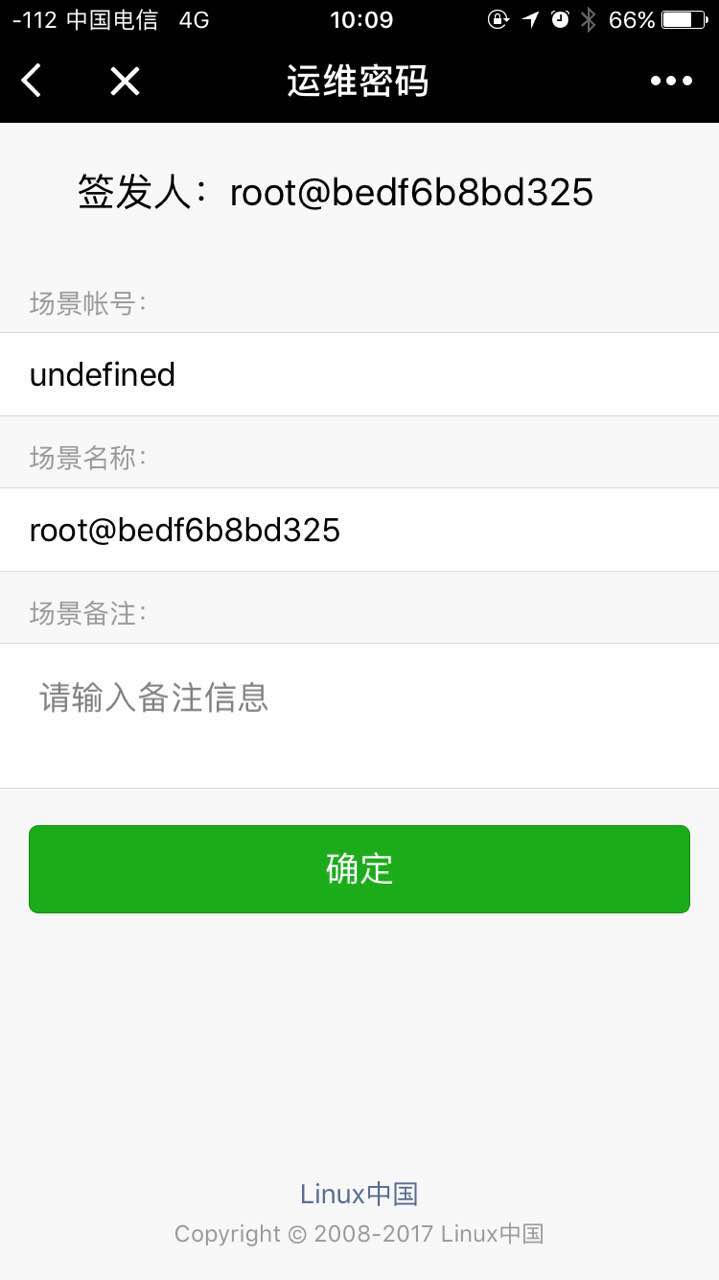 -112 中国电信 4G 10:09 66%
运维密码
签发人：root@bedf6b8bd325
场景帐号：
undefined
场景名称：
root@bedf6b8bd325
场景备注：
请输入备注信息
确定
Linux中国
Copyright © 2008-2017 Linux中国